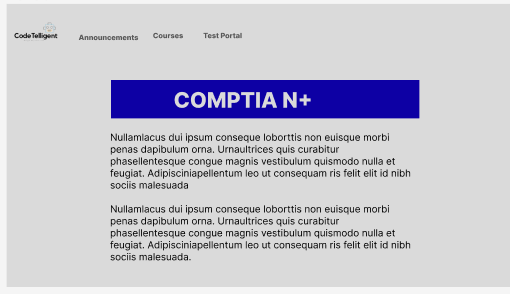 CodeTelligent
Announcements Courses Test Portal
COMPTIA N+
Nullamlacus dui ipsum conseque loborttis non euisque morbi
penas dapibulum orna. Urnaultrices quis curabitur
phasellentesque congue magnis vestibulum quismodo nulla et
feugiat. Adipisciniapellentum leo ut consequam ris felit elit id nibh
sociis malesuada
Nullamlacus dui ipsum conseque loborttis non euisque morbi
penas dapibulum orna. Urnaultrices quis curabitur
phasellentesque congue magnis vestibulum quismodo nulla et
feugiat. Adipisciniapellentum leo ut consequam ris felit elit id nibh
sociis malesuada.